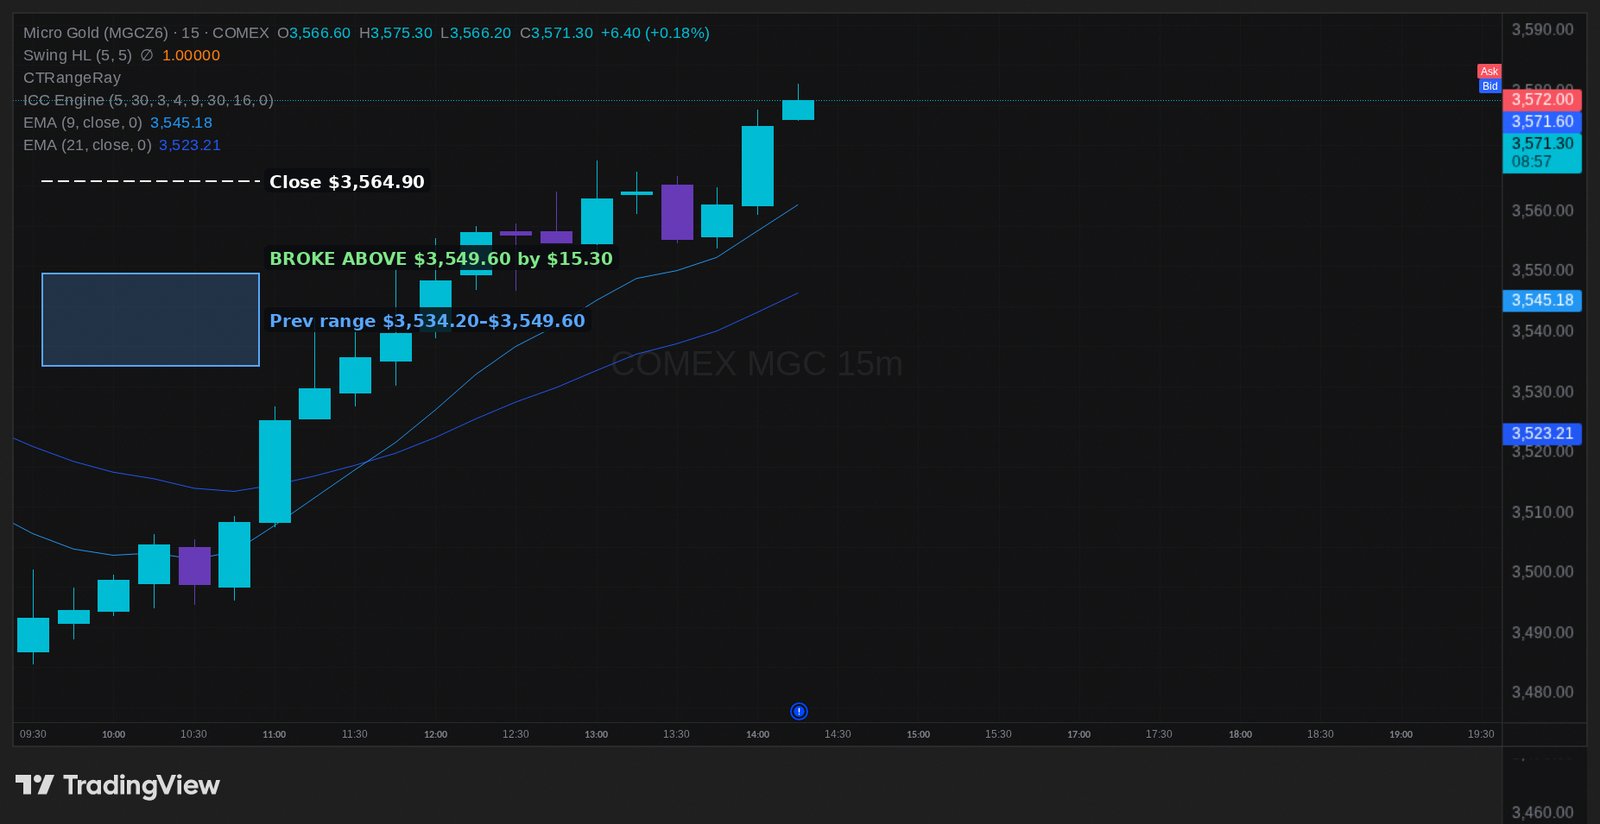 Micro Gold (MGCZ6) · 15 · COMEX O3,566.60 H3,575.30 L3,566.20 C3,571.30 +6.40 (+0.18%)
Swing HL (5, 5) ∅ 1.00000
CTRangeRay
ICC Engine (5, 30, 3, 4, 9, 30, 16, 0)
EMA (9, close, 0) 3,545.18
EMA (21, close, 0) 3,523.21
Close $3,564.90
BROKE ABOVE $3,549.60 by $15.30
Prev range $3,534.20–$3,549.60
COMEX MGC 15m
3,590.00
Ask
Bid
3,572.00
3,571.60
3,571.30
08:57
3,560.00
3,550.00
3,545.18
3,540.00
3,530.00
3,523.21
3,520.00
3,510.00
3,500.00
3,490.00
3,480.00
09:30 10:00 10:30 11:00 11:30 12:00 12:30 13:00 13:30 14:00 14:30 15:00 15:30 17:00 17:30 18:00 18:30 19:00 19:30
TradingView
3,460.00